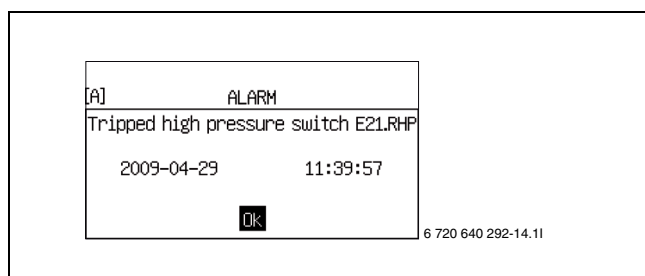 [A] ALARM
Tripped high pressure switch E21.RHP
2009-04-29 11:39:57
Ok
6 720 640 292-14.1I